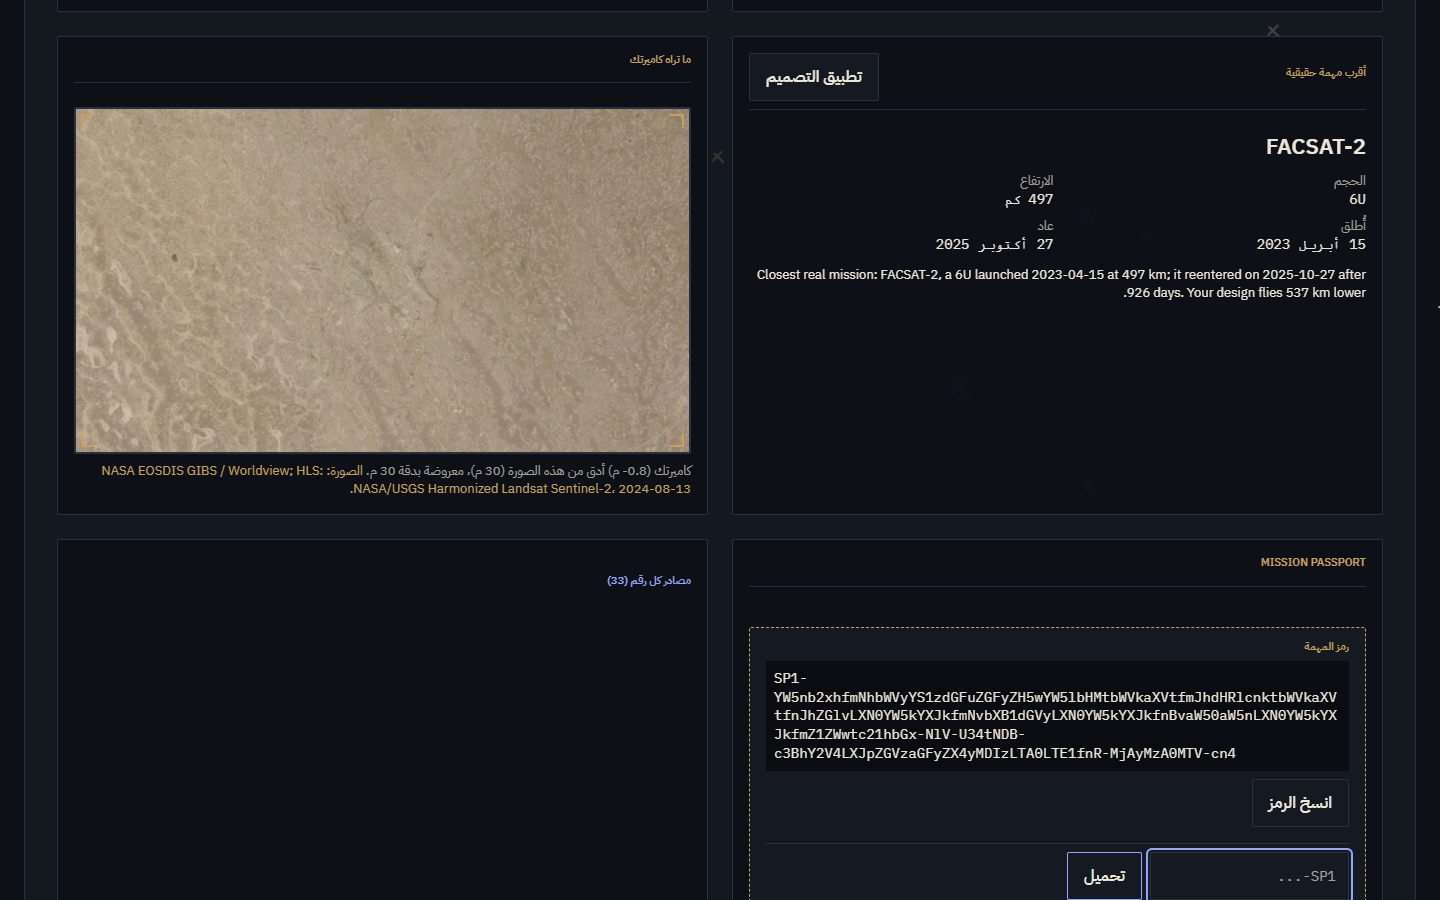 أقرب مهمة حقيقية
تطبيق التصميم
FACSAT-2
الحجم
6U
الارتفاع
497 كم
أُطلق
15 أبريل 2023
عاد
27 أكتوبر 2025
Closest real mission: FACSAT-2, a 6U launched 2023-04-15 at 497 km; it reentered on 2025-10-27 after
926 days. Your design flies 537 km lower.
ما تراه كاميرتك
كاميرتك (0.8- م) أدق من هذه الصورة (30 م)، معروضة بدقة 30 م. الصورة: NASA EOSDIS GIBS / Worldview; HLS:
NASA/USGS Harmonized Landsat Sentinel-2، 2024-08-13.
MISSION PASSPORT
رمز المهمة
SP1-
YW5nb2xhfmNhbWVyYS1zdGFuZGFyZH5wYW5lbHMtbWVkaXVtfmJhdHRlcnktbWVkaXV
tfnJhZGlvLXN0YW5kYXJkfmNvbXB1dGVyLXN0YW5kYXJkfnBvaW50aW5nLXN0YW5kYX
JkfmZ1ZWwtc21hbGx-NlV-U34tNDB-
c3BhY2V4LXJpZGVzaGFyZX4yMDIzLTA0LTE1fnR-MjAyMzA0MTV-cn4
انسخ الرمز
SP1-...
تحميل
مصادر كل رقم (33)